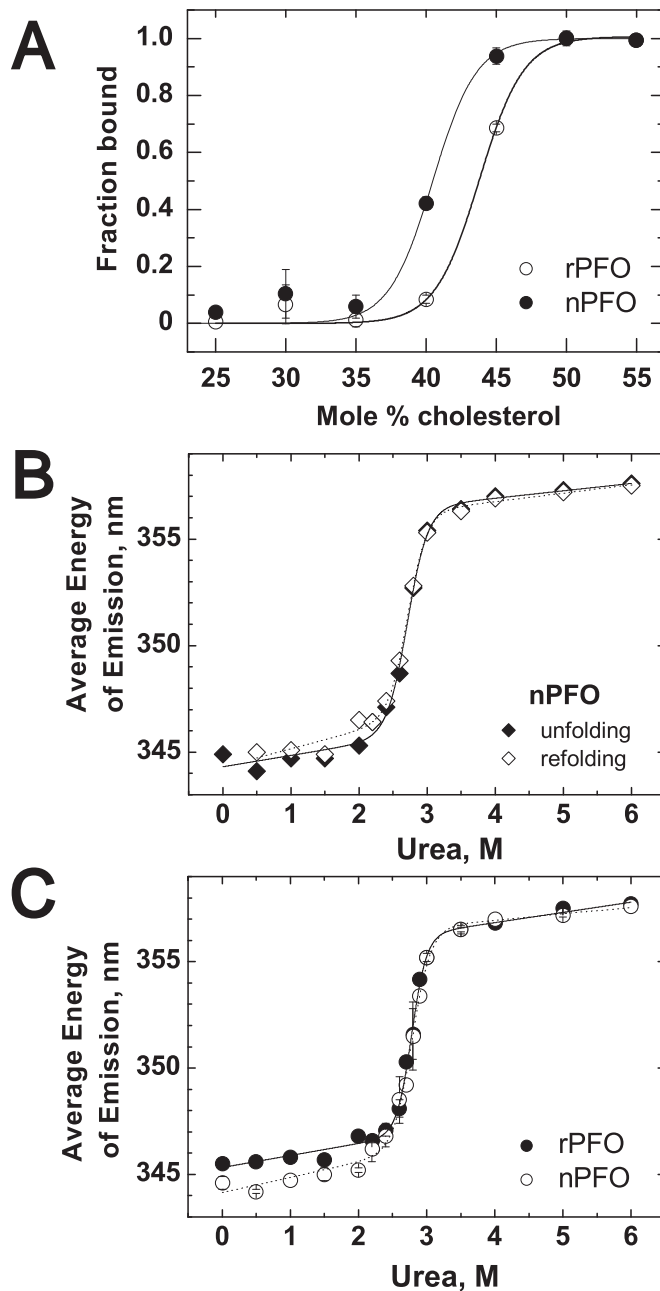 A
Fraction bound
1.0
0.8
0.6
0.4
0.2
0
rPFO
nPFO
25 30 35 40 45 50 55
Mole % cholesterol
B
Average Energy
of Emission, nm
355
350
345
nPFO
unfolding
refolding
0 1 2 3 4 5 6
Urea, M
C
Average Energy
of Emission, nm
355
350
345
rPFO
nPFO
0 1 2 3 4 5 6
Urea, M